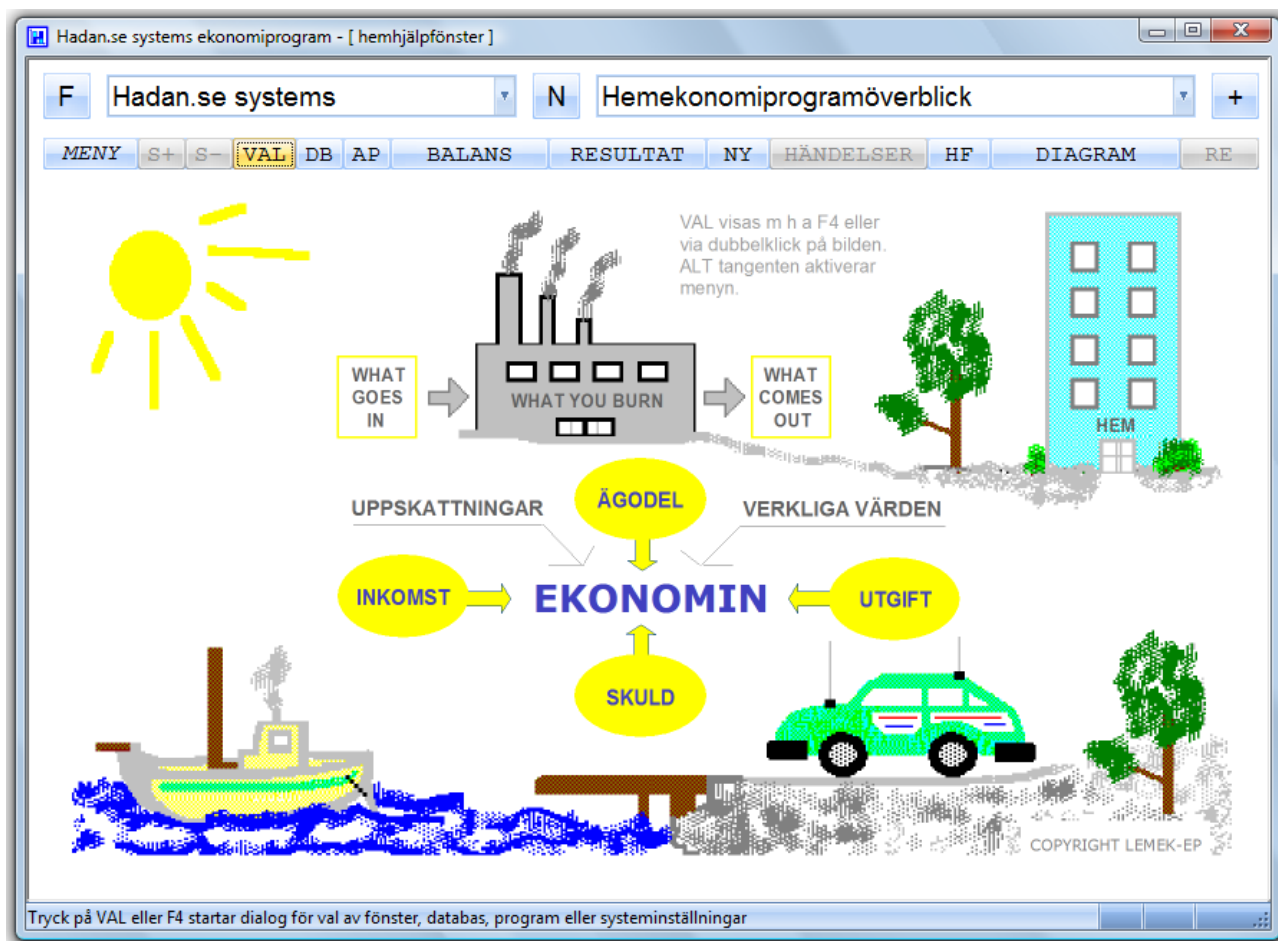 Hadan.se systems ekonomiprogram - [ hemhjälpfönster ]
F Hadan.se systems N Hemekonomiprogramöverblick +
MENY S+ S- VAL DB AP BALANS RESULTAT NY HÄNDELSER HF DIAGRAM RE
VAL visas m h a F4 eller
via dubbelklick på bilden.
ALT tangenten aktiverar
menyn.
WHAT
GOES
IN
WHAT YOU BURN
WHAT
COMES
OUT
HEM
UPPSKATTNINGAR
ÄGODEL
VERKLIGA VÄRDEN
INKOMST
EKONOMIN
UTGIFT
SKULD
COPYRIGHT LEMEK-EP
Tryck på VAL eller F4 startar dialog för val av fönster, databas, program eller systeminställningar